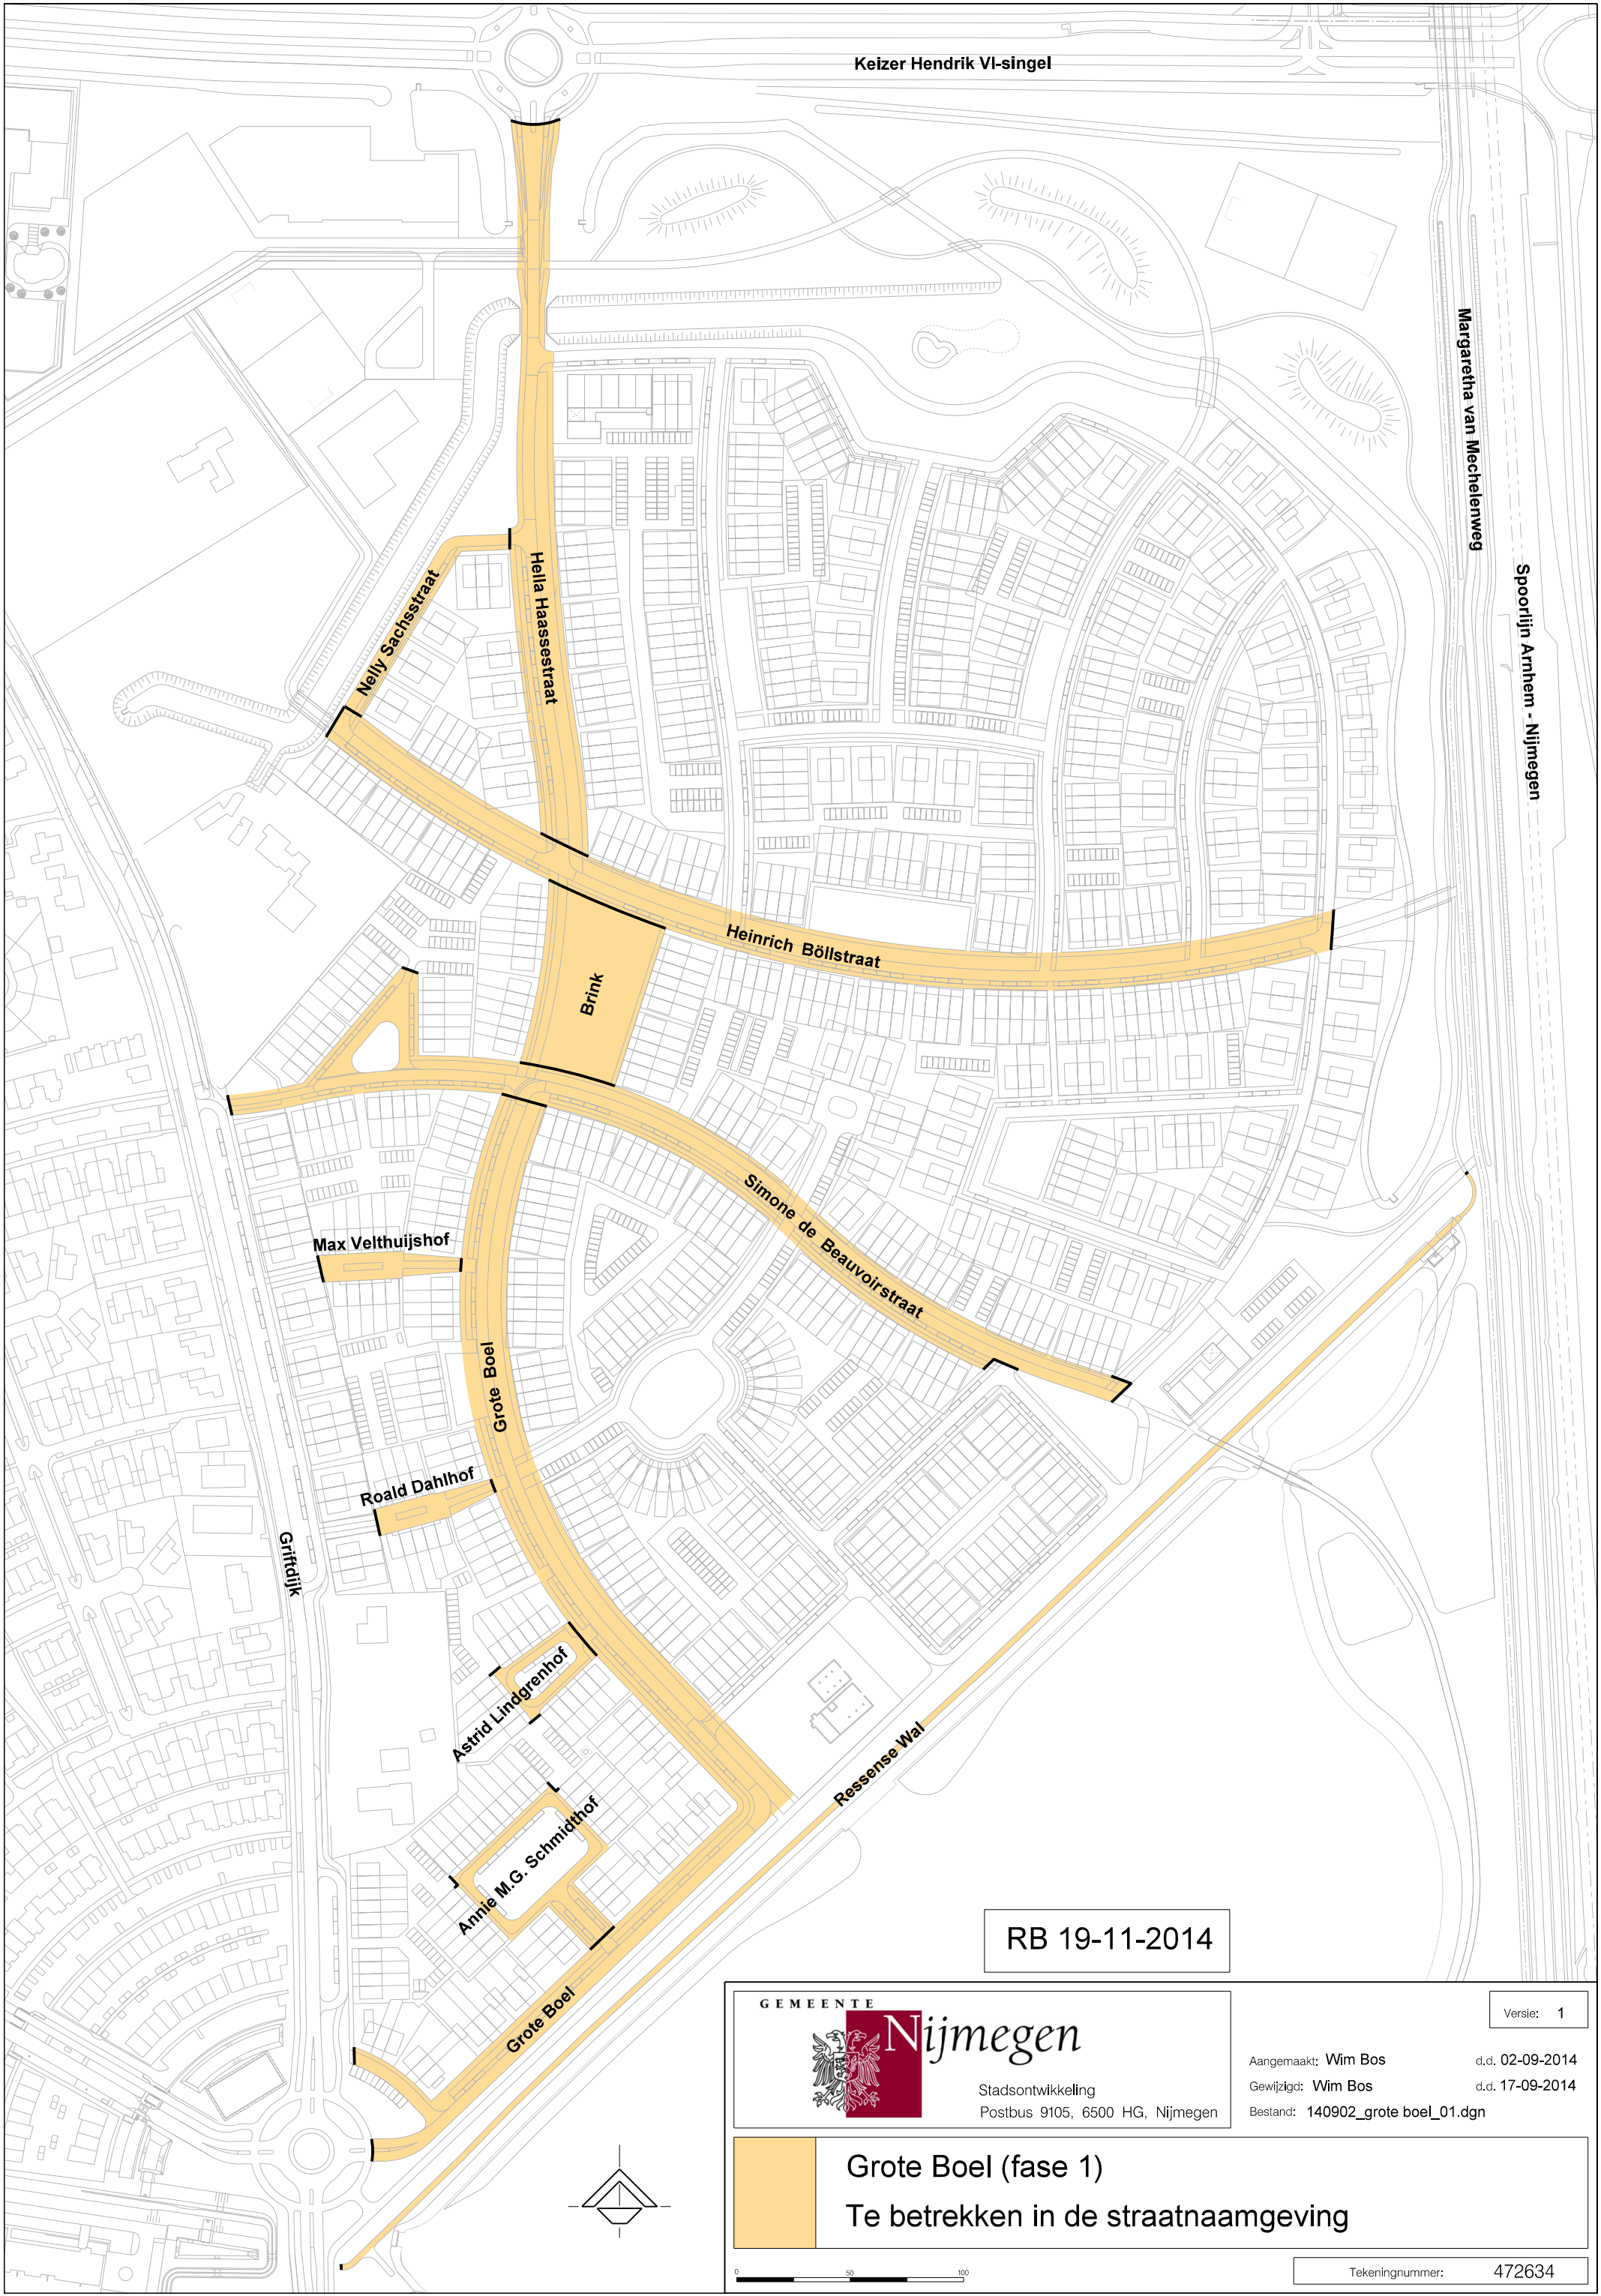 Keizer Hendrik VI-singel
Margaretha van Mechelenweg
Spoorlijn Arnhem - Nijmegen
Hella Haassestraat
Nelly Sachsstraat
Heinrich Böllstraat
Brink
Simone de Beauvoirstraat
Max Velthuijshof
Grote Boel
Roald Dahlhof
Griftdijk
Astrid Lindgrenhof
Ressense Wal
Annie M.G. Schmidthof
Grote Boel
RB 19-11-2014
GEMEENTE
Nijmegen
Stadsontwikkeling
Postbus 9105, 6500 HG, Nijmegen
Versie: 1
Aangemaakt: Wim Bos d.d. 02-09-2014
Gewijzigd: Wim Bos d.d. 17-09-2014
Bestand: 140902_grote boel_01.dgn
Grote Boel (fase 1)
Te betrekken in de straatnaamgeving
0 50 100
Tekeningnummer: 472634